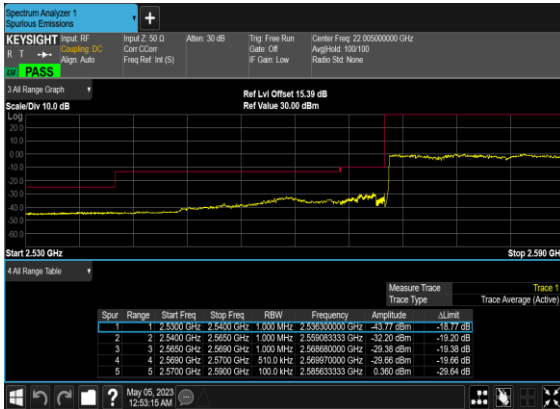 Spectrum Analyzer 1
Spurious Emissions
+
KEYSIGHT Input: RF Input Z: 50 Ω Atten: 30 dB Trig: Free Run Center Freq: 22.005000000 GHz
R T Coupling: DC Corr CCorr Gate: Off Avg|Hold: 100/100
Align: Auto Freq Ref: Int (S) IF Gain: Low Radio Std: None
PASS
3 All Range Graph
Scale/Div 10.0 dB Ref Lvl Offset 15.39 dB
Ref Value 30.00 dBm
Log
20.0
10.0
0.00
-10.0
-20.0
-30.0
-40.0
-50.0
-60.0
Start 2.530 GHz Stop 2.590 GH
4 All Range Table
Measure Trace Trace 1
Trace Type Trace Average (Active)
Spur Range Start Freq Stop Freq RBW Frequency Amplitude ΔLimit
1 1 2.5300 GHz 2.5400 GHz 1.000 MHz 2.536300000 GHz -43.77 dBm -18.77 dB
2 2 2.5400 GHz 2.5650 GHz 1.000 MHz 2.559083333 GHz -32.20 dBm -19.20 dB
3 3 2.5650 GHz 2.5690 GHz 1.000 MHz 2.568680000 GHz -29.38 dBm -19.38 dB
4 4 2.5690 GHz 2.5700 GHz 510.0 kHz 2.569970000 GHz -29.66 dBm -19.66 dB
5 5 2.5700 GHz 2.5900 GHz 100.0 kHz 2.585633333 GHz 0.360 dBm -29.64 dB
? May 05, 2023
12:53:15 AM